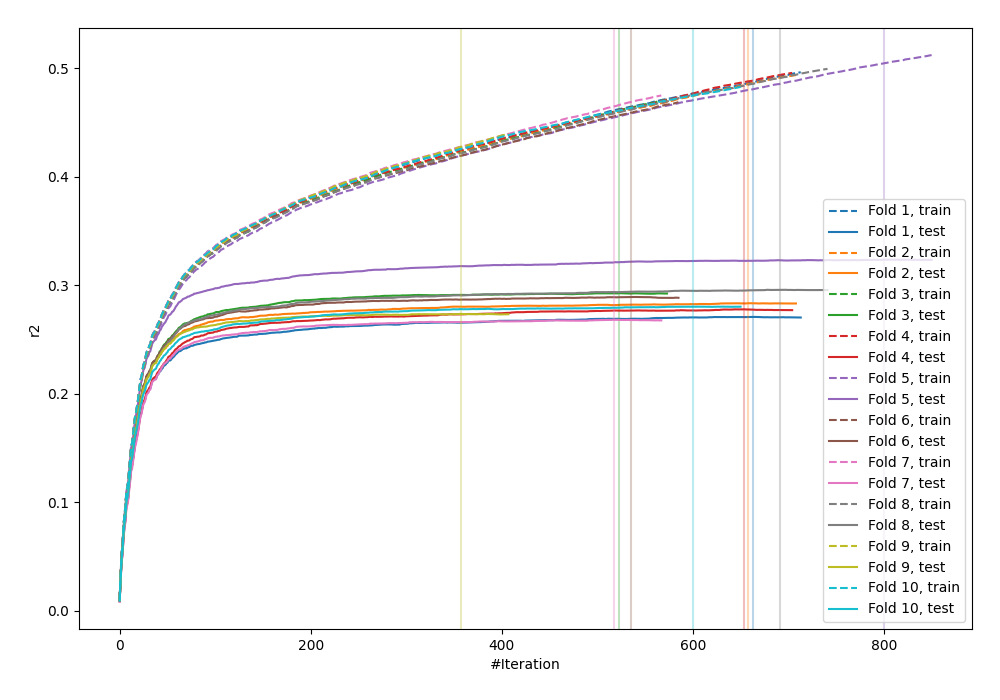 0.5
0.4
0.3
0.2
0.1
0.0
r2
0
200
400
600
800
#Iteration
Fold 1, train
Fold 1, test
Fold 2, train
Fold 2, test
Fold 3, train
Fold 3, test
Fold 4, train
Fold 4, test
Fold 5, train
Fold 5, test
Fold 6, train
Fold 6, test
Fold 7, train
Fold 7, test
Fold 8, train
Fold 8, test
Fold 9, train
Fold 9, test
Fold 10, train
Fold 10, test